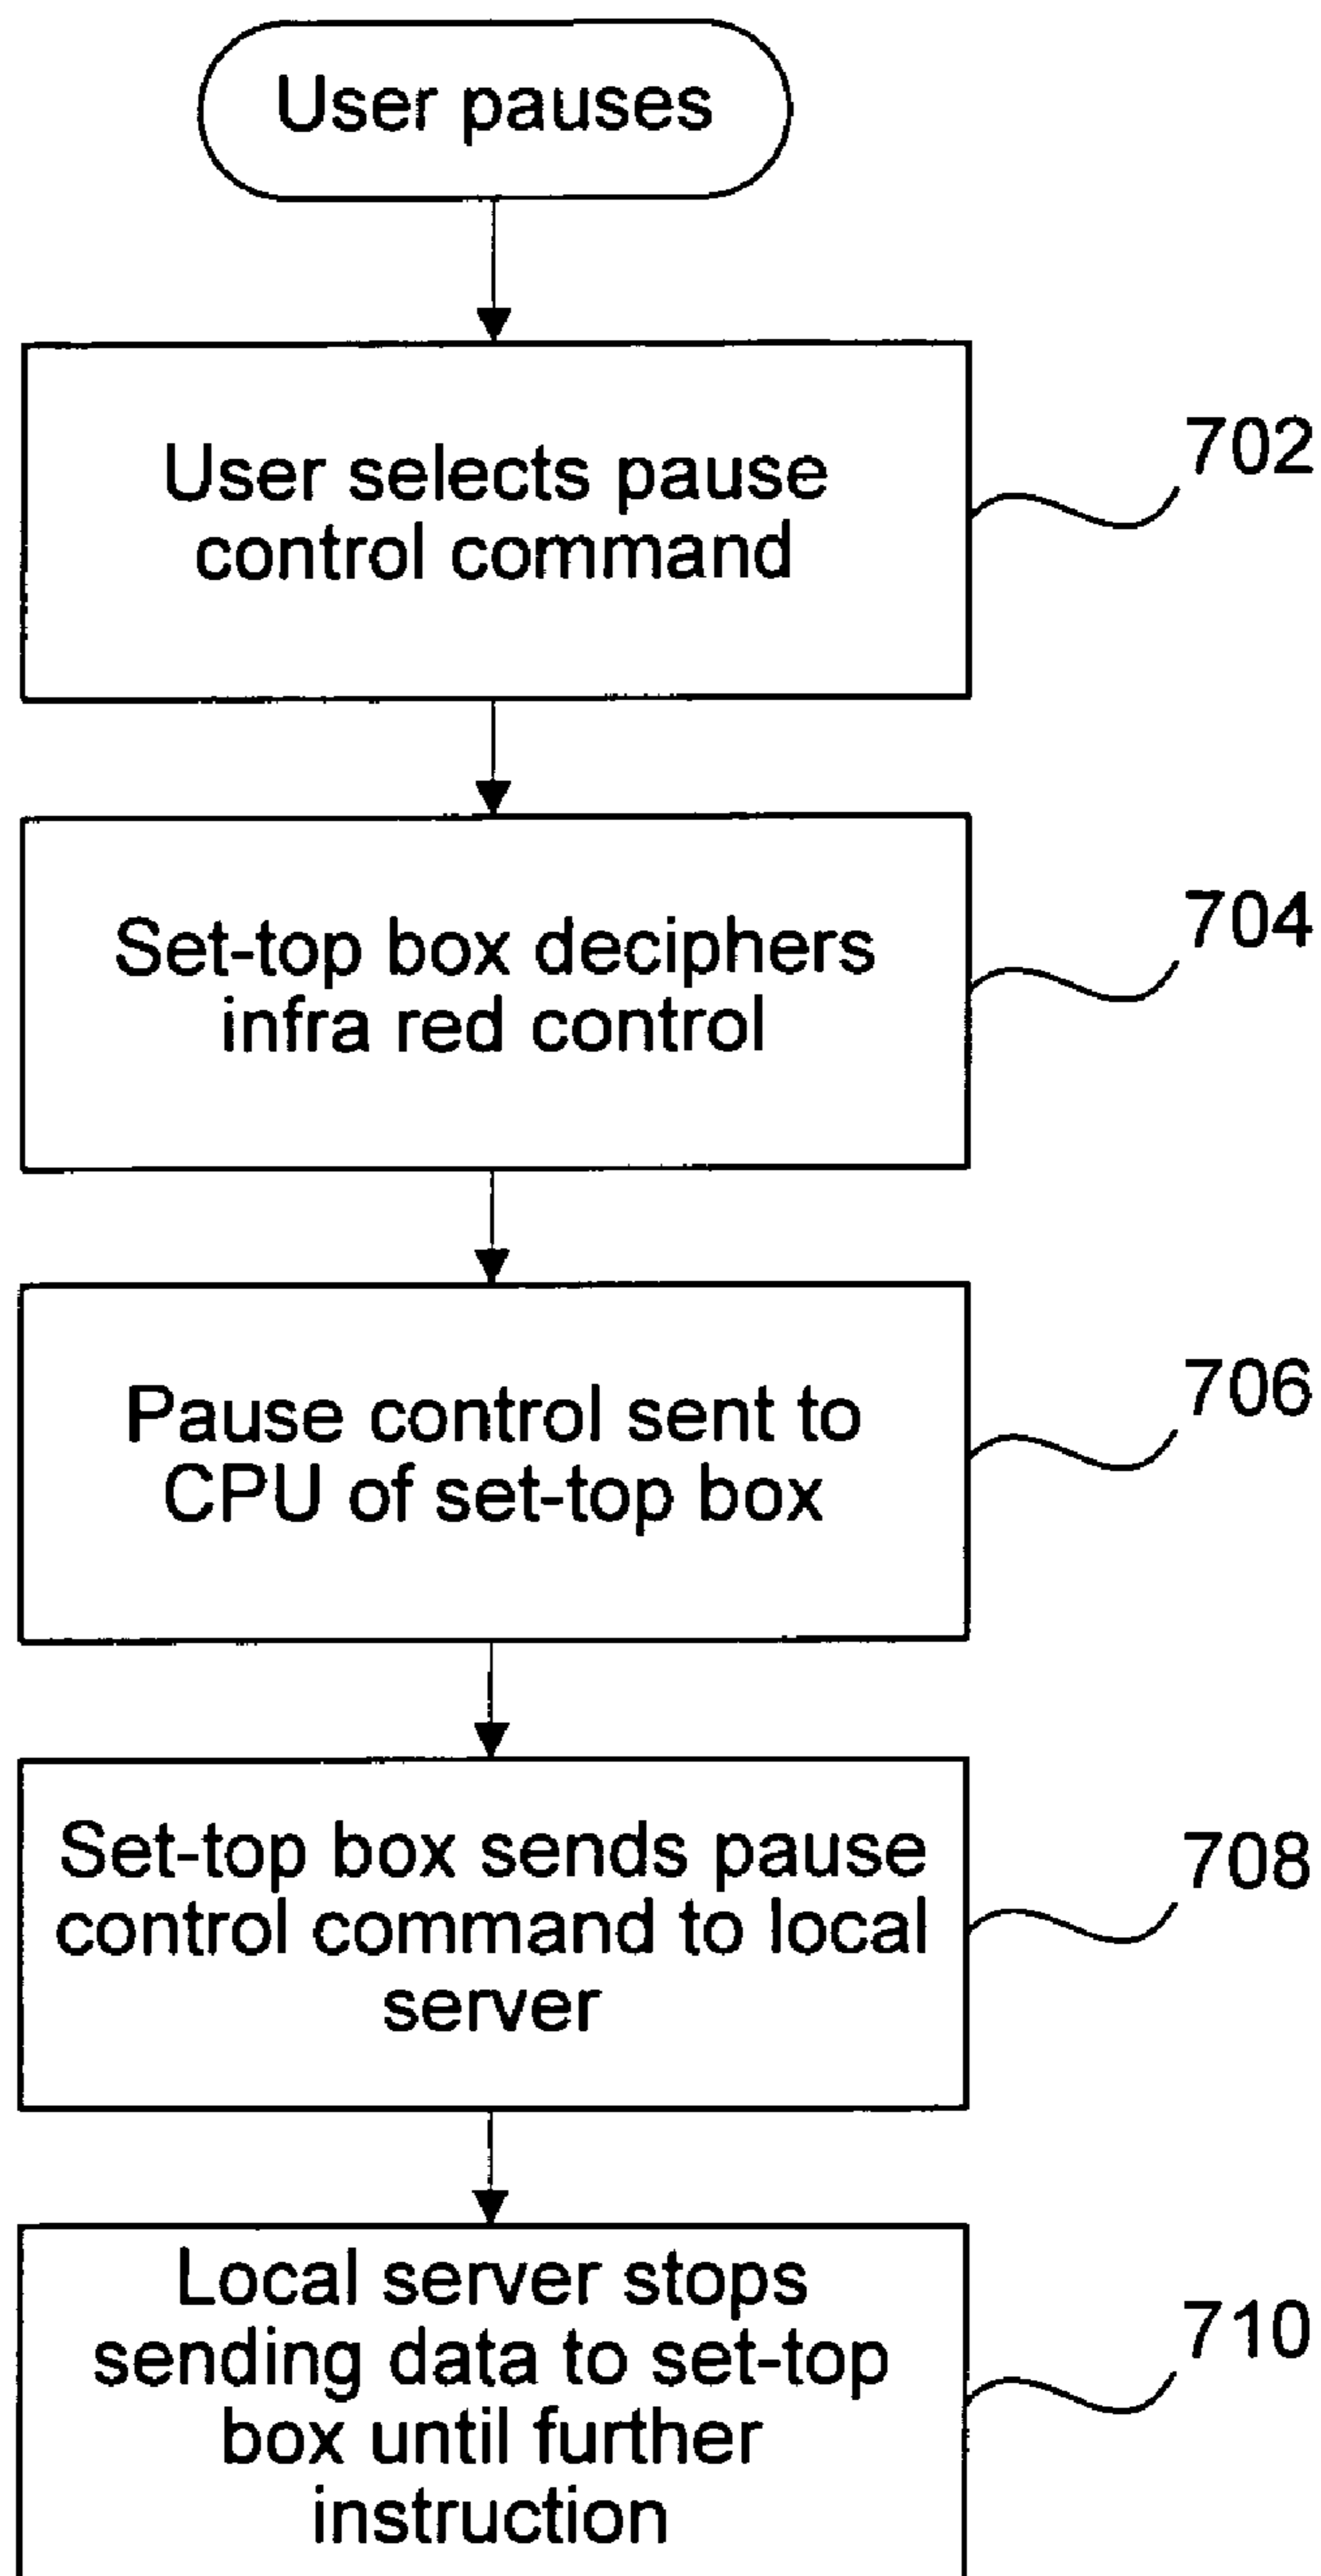 User pauses
User selects pause
control command
702
Set-top box deciphers
infra red control
704
Pause control sent to
CPU of set-top box
706
Set-top box sends pause
control command to local
server
708
Local server stops
sending data to set-top
box until further
instruction
710